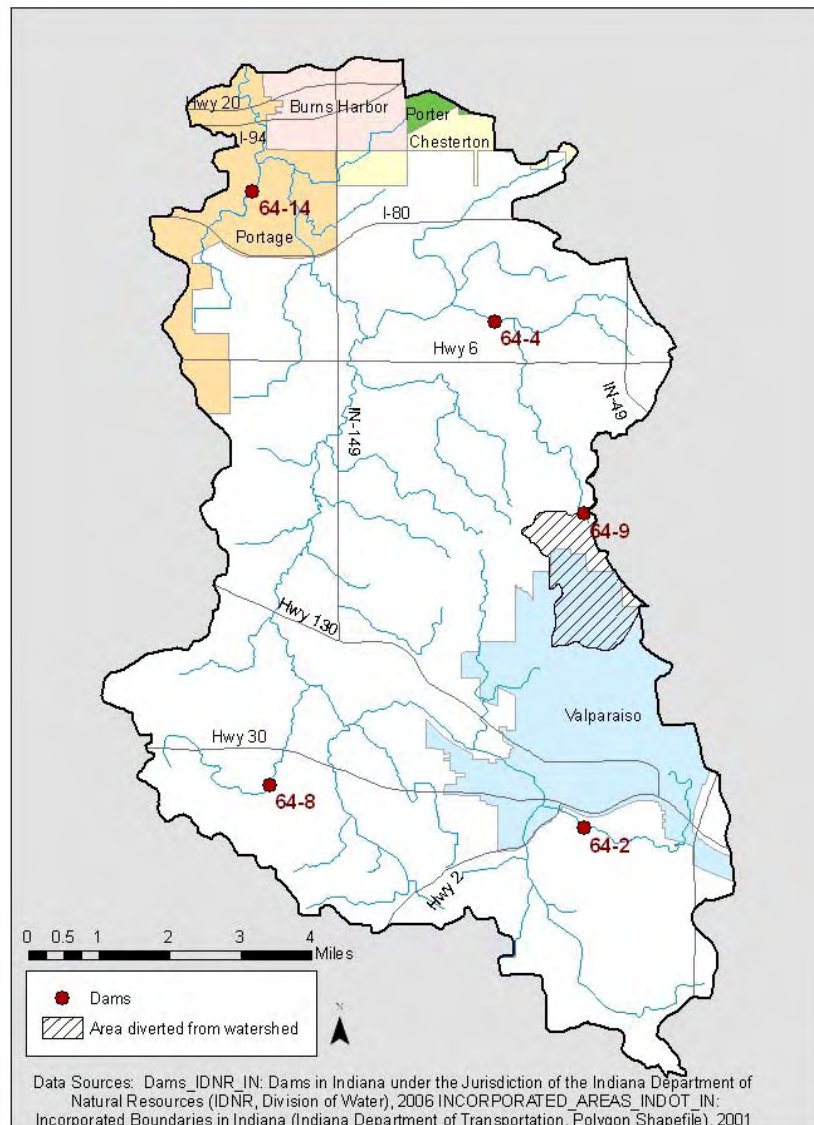 Hwy 20
Burns Harbor
Porter
I-94
Chesterton
64-14
I-80
Portage
64-4
Hwy 6
IN-49
IN-149
64-9
Hwy 130
Valparaiso
Hwy 30
64-8
64-2
Hwy 2
0 0.5 1 2 3 4
Miles
Dams
N
Area diverted from watershed
Data Sources: Dams_IDNR_IN: Dams in Indiana under the Jurisdiction of the Indiana Department of
Natural Resources (IDNR, Division of Water), 2006 INCORPORATED_AREAS_INDOT_IN:
Incorporated Boundaries in Indiana (Indiana Department of Transportation, Polygon Shapefile), 2001